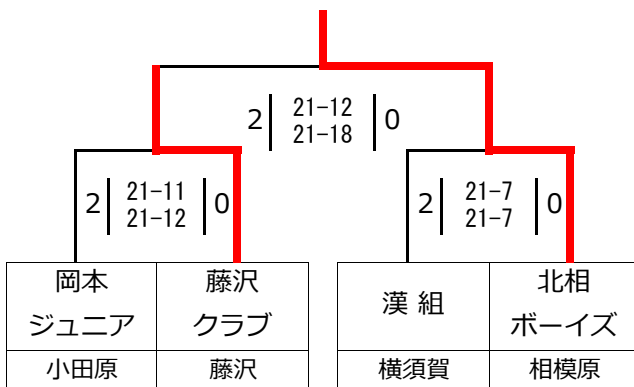 2 21-12 0
21-18
2 21-11 0
21-12
2 21-7 0
21-7
岡本
ジュニア
藤沢
クラブ
漢 組
北相
ボーイズ
小田原
藤沢
横須賀
相模原